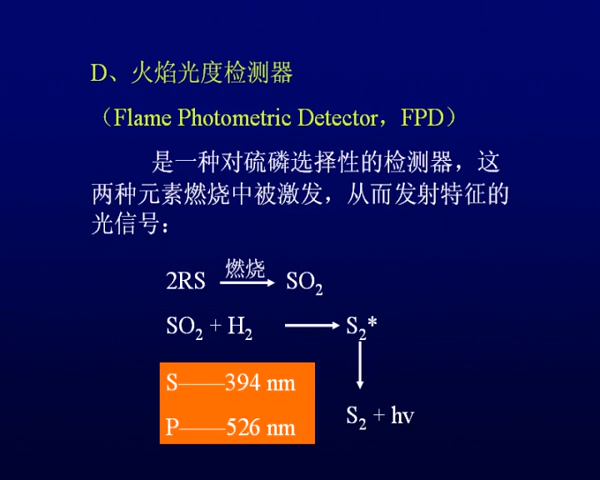 D、火焰光度检测器
（Flame Photometric Detector，FPD）
是一种对硫磷选择性的检测器，这
两种元素燃烧中被激发，从而发射特征的
光信号：
燃烧
2RS → SO₂
SO₂ + H₂ → S₂*
S——394 nm
S₂ + hv
P——526 nm